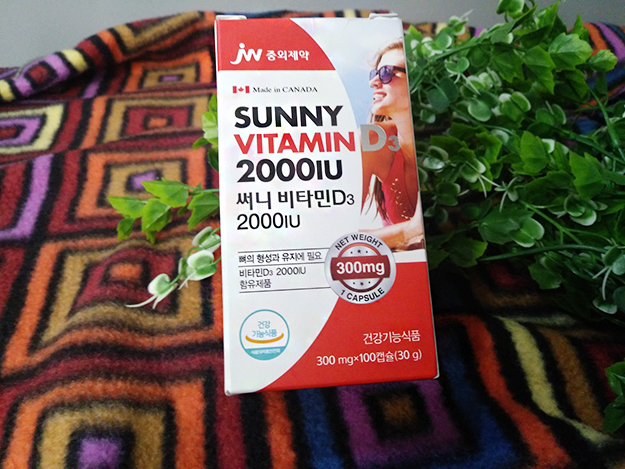 JW 중외제약
Made in CANADA
SUNNY
VITAMIN D3
2000IU
써니 비타민D3
2000IU
뼈의 형성과 유지에 필요
비타민D3 2000IU
함유제품
NET WEIGHT
300mg
1 CAPSULE
건강
기능식품
건강기능식품
300 mg×100캡슐(30 g)